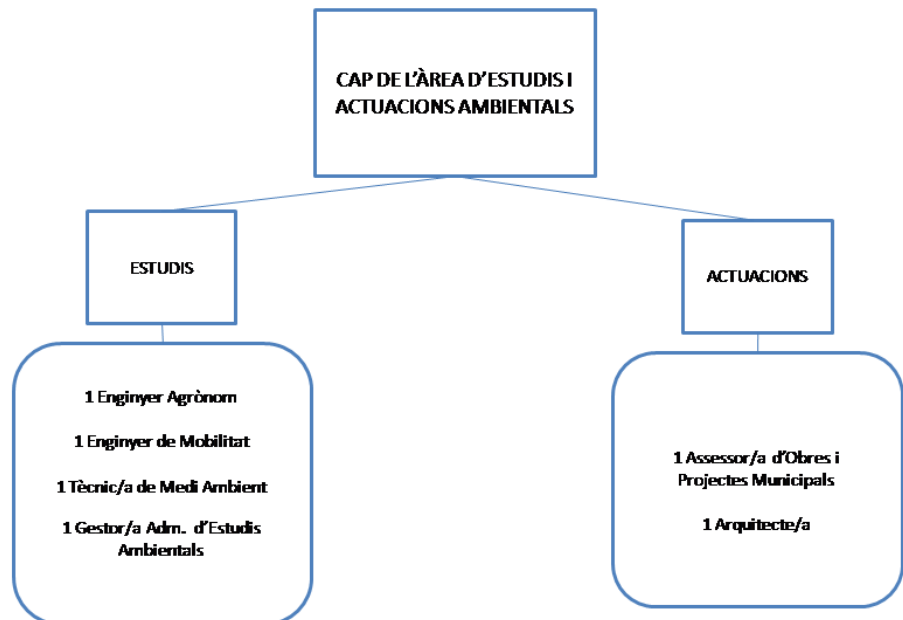 CAP DE L'ÀREA D'ESTUDIS I
ACTUACIONS AMBIENTALS
ESTUDIS
ACTUACIONS
1 Enginyer Agrònom
1 Enginyer de Mobilitat
1 Tècnic/a de Medi Ambient
1 Gestor/a Adm. d'Estudis
Ambientals
1 Assessor/a d'Obres i
Projectes Municipals
1 Arquitecte/a